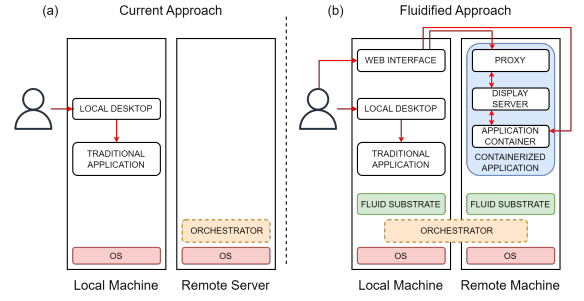 (a)
Current Approach
LOCAL DESKTOP
TRADITIONAL
APPLICATION
ORCHESTRATOR
OS
OS
Local Machine
Remote Server
(b)
Fluidified Approach
WEB INTERFACE
PROXY
LOCAL DESKTOP
DISPLAY
SERVER
APPLICATION
CONTAINER
TRADITIONAL
APPLICATION
CONTAINERIZED
APPLICATION
FLUID SUBSTRATE
FLUID SUBSTRATE
ORCHESTRATOR
OS
OS
Local Machine
Remote Machine